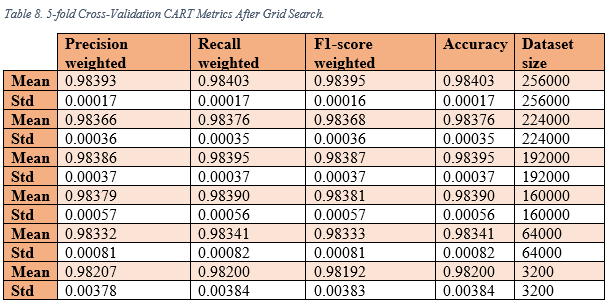 Table 8. 5-fold Cross-Validation CART Metrics After Grid Search.
Precision weighted Recall weighted F1-score weighted Accuracy Dataset size
Mean 0.98393 0.98403 0.98395 0.98403 256000
Std 0.00017 0.00017 0.00016 0.00017 256000
Mean 0.98366 0.98376 0.98368 0.98376 224000
Std 0.00036 0.00035 0.00036 0.00035 224000
Mean 0.98386 0.98395 0.98387 0.98395 192000
Std 0.00037 0.00037 0.00037 0.00037 192000
Mean 0.98379 0.98390 0.98381 0.98390 160000
Std 0.00057 0.00056 0.00057 0.00056 160000
Mean 0.98332 0.98341 0.98333 0.98341 64000
Std 0.00081 0.00082 0.00081 0.00082 64000
Mean 0.98207 0.98200 0.98192 0.98200 3200
Std 0.00378 0.00384 0.00383 0.00384 3200